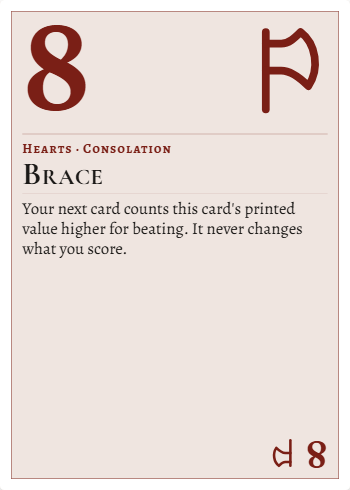 8
Hearts · Consolation
Brace
Your next card counts this card's printed
value higher for beating. It never changes
what you score.
8